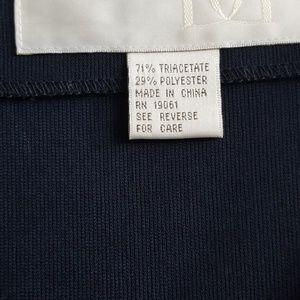 71% TRIACETATE
29% POLYESTER
MADE IN CHINA
RN 19061
SEE REVERSE
FOR CARE